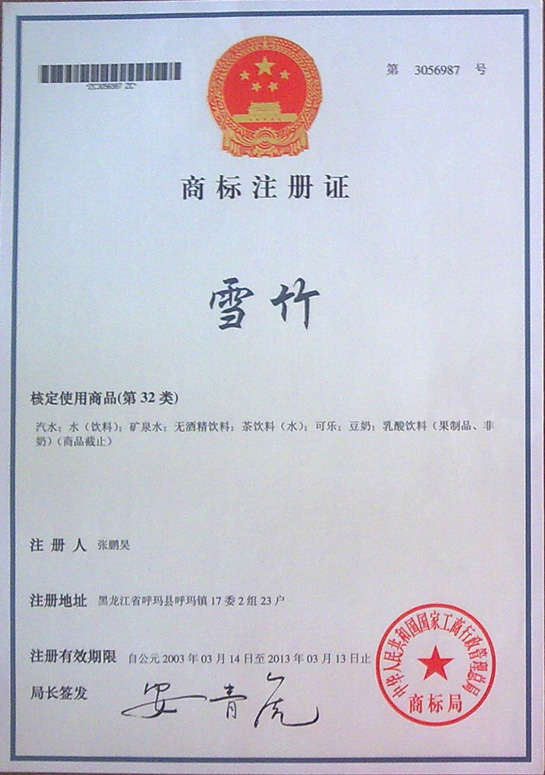 第 3056987 号
*ZC3056987 ZC*
商标注册证
雪竹
核定使用商品(第 32 类)
汽水；水（饮料）；矿泉水；无酒精饮料；茶饮料（水）；可乐；豆奶；乳酸饮料（果制品、非
奶）（商品截止）
注 册 人 张鹏昊
注册地址 黑龙江省呼玛县呼玛镇 17 委 2 组 23 户
注册有效期限 自公元 2003 年 03 月 14 日至 2013 年 03 月 13 日止
局长签发 安青虎
中华人民共和国国家工商行政管理总局
商标局